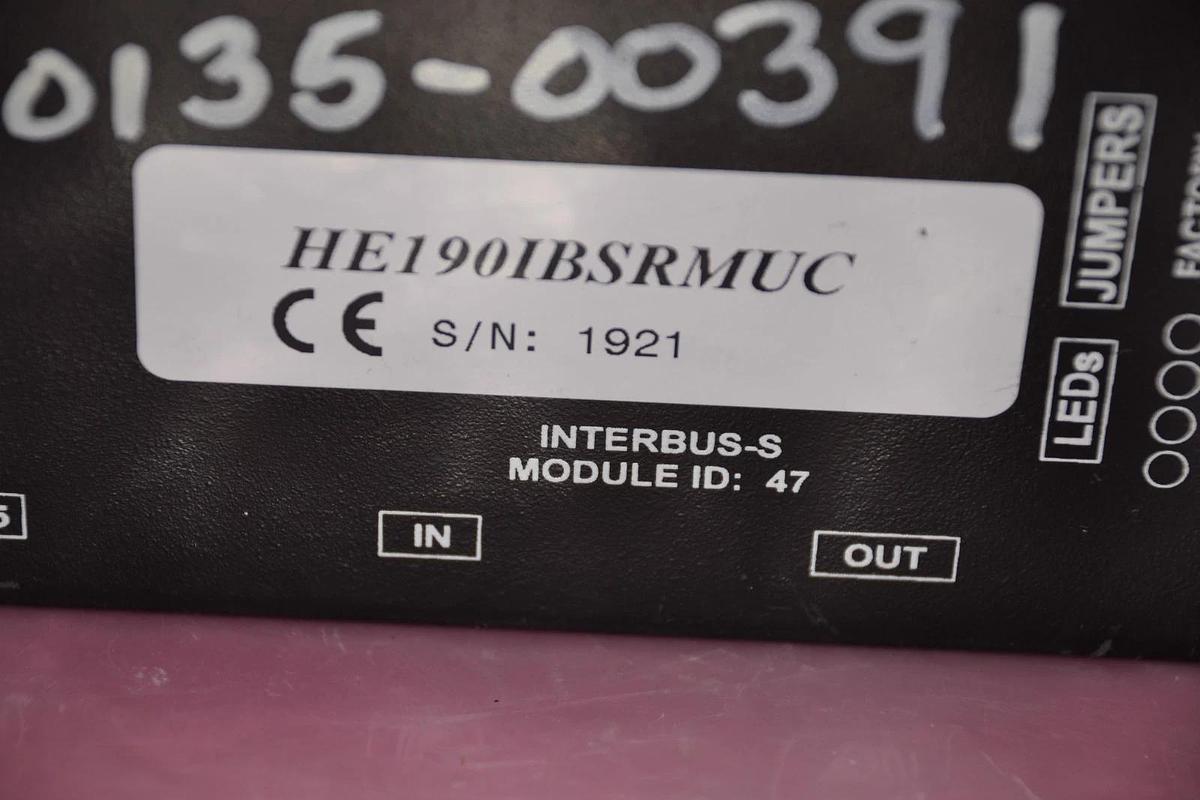 0135-00391
HE190IBSRMUC
CE S/N: 1921
INTERBUS-S
MODULE ID: 47
IN
OUT
LEDs
JUMPERS